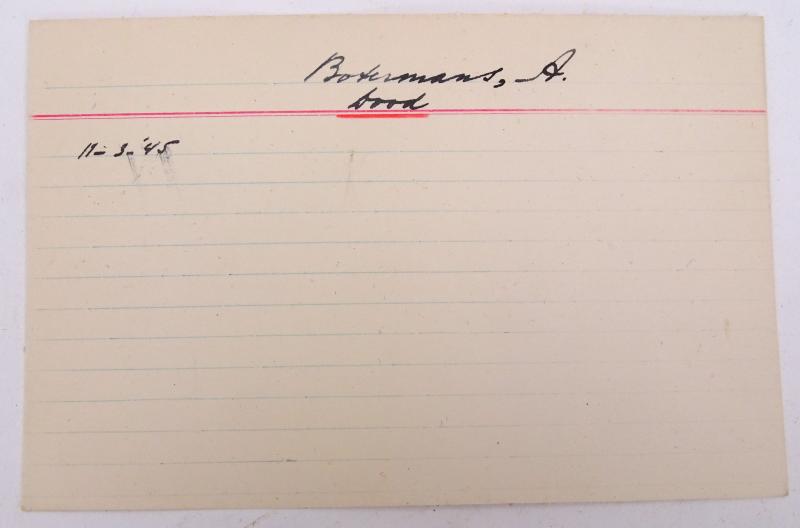 Botermans, A.
dood
11-3-'45